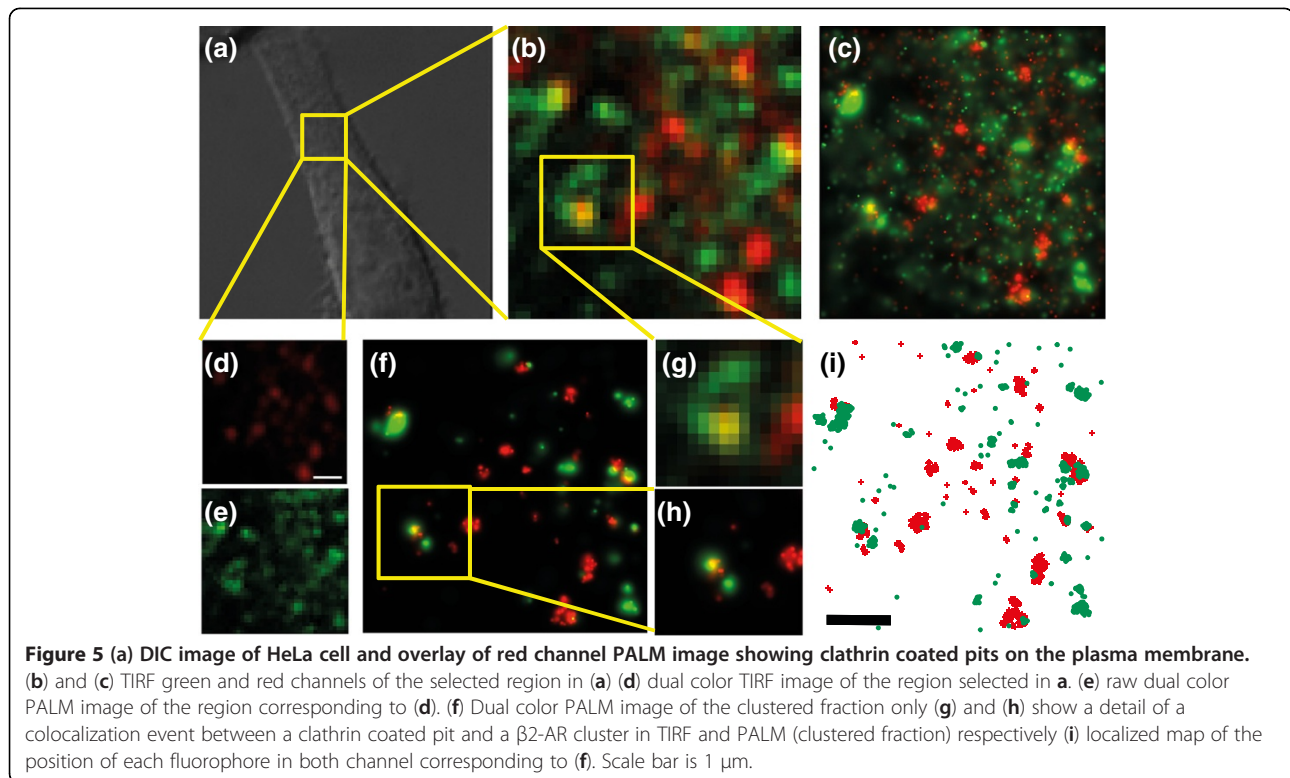 (a)
(b)
(c)
(d)
(e)
(f)
(g)
(h)
(i)
Figure 5 (a) DIC image of HeLa cell and overlay of red channel PALM image showing clathrin coated pits on the plasma membrane.
(b) and (c) TIRF green and red channels of the selected region in (a) (d) dual color TIRF image of the region selected in a. (e) raw dual color
PALM image of the region corresponding to (d). (f) Dual color PALM image of the clustered fraction only (g) and (h) show a detail of a
colocalization event between a clathrin coated pit and a β2-AR cluster in TIRF and PALM (clustered fraction) respectively (i) localized map of the
position of each fluorophore in both channel corresponding to (f). Scale bar is 1 μm.